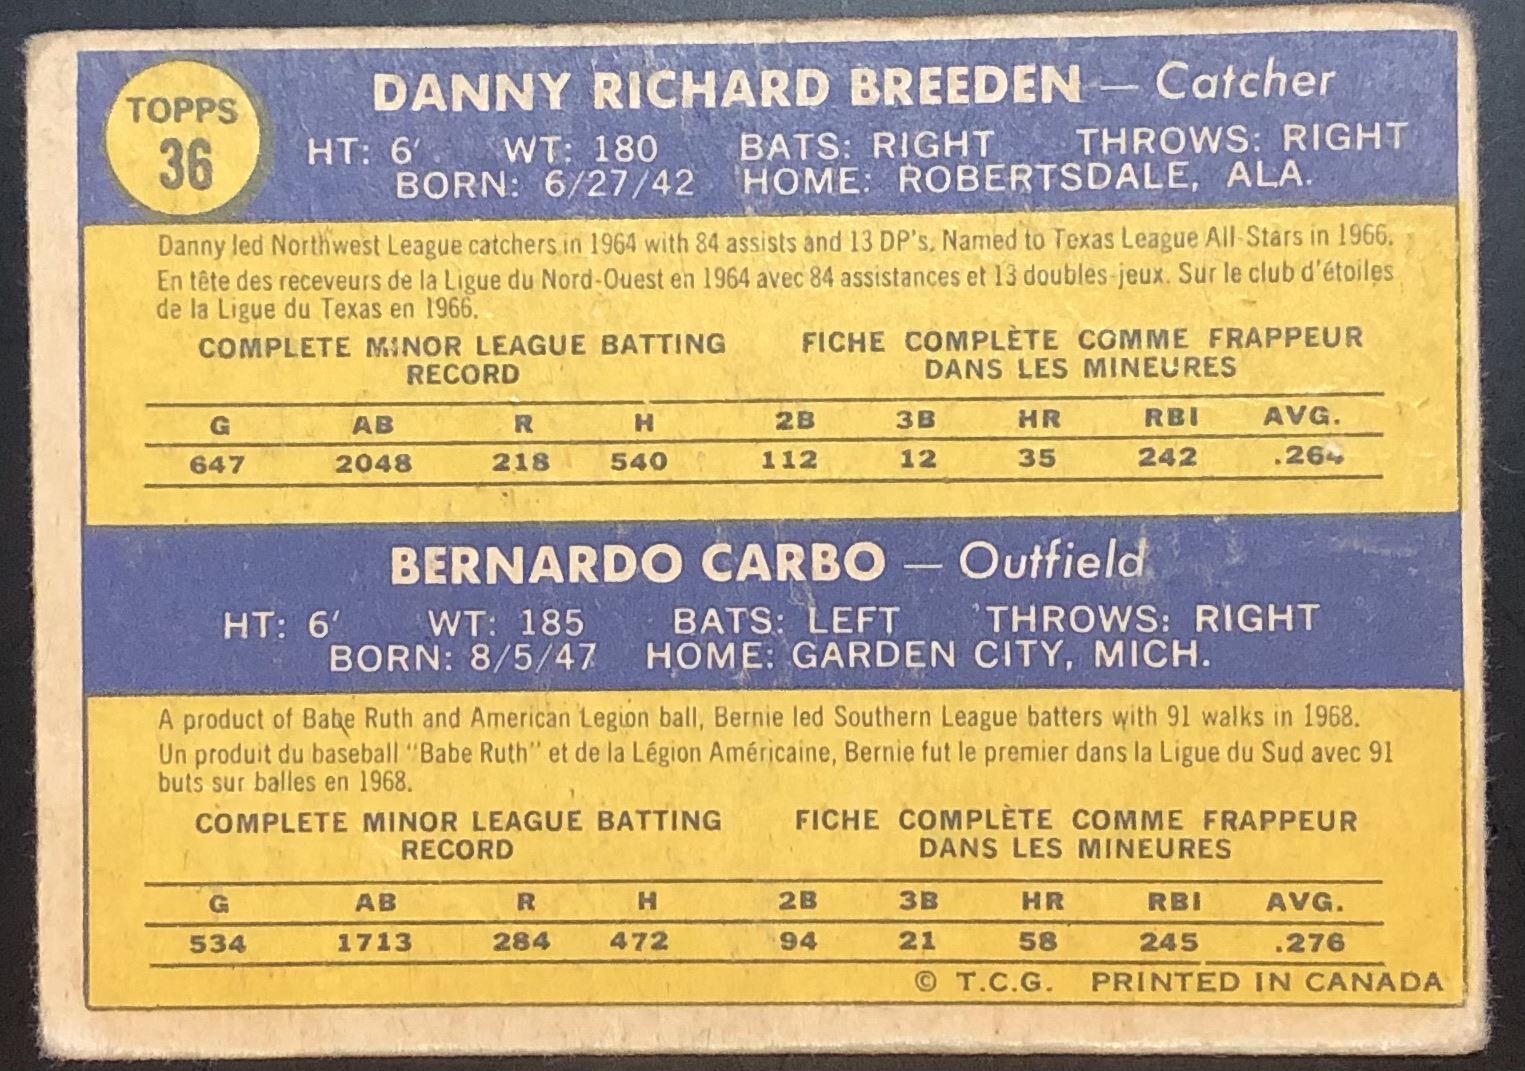 TOPPS
36
DANNY RICHARD BREEDEN — Catcher
HT: 6' WT: 180 BATS: RIGHT THROWS: RIGHT
BORN: 6/27/42 HOME: ROBERTSDALE, ALA.
Danny led Northwest League catchers in 1964 with 84 assists and 13 DP's. Named to Texas League All-Stars in 1966.
En tête des receveurs de la Ligue du Nord-Ouest en 1964 avec 84 assistances et 13 doubles-jeux. Sur le club d'étoiles
de la Ligue du Texas en 1966.
COMPLETE MINOR LEAGUE BATTING FICHE COMPLÈTE COMME FRAPPEUR
RECORD DANS LES MINEURES
G AB R H 2B 3B HR RBI AVG.
647 2048 218 540 112 12 35 242 .264
BERNARDO CARBO — Outfield
HT: 6' WT: 185 BATS: LEFT THROWS: RIGHT
BORN: 8/5/47 HOME: GARDEN CITY, MICH.
A product of Babe Ruth and American Legion ball, Bernie led Southern League batters with 91 walks in 1968.
Un produit du baseball "Babe Ruth" et de la Légion Américaine, Bernie fut le premier dans la Ligue du Sud avec 91
buts sur balles en 1968.
COMPLETE MINOR LEAGUE BATTING FICHE COMPLÈTE COMME FRAPPEUR
RECORD DANS LES MINEURES
G AB R H 2B 3B HR RBI AVG.
534 1713 284 472 94 21 58 245 .276
© T.C.G. PRINTED IN CANADA